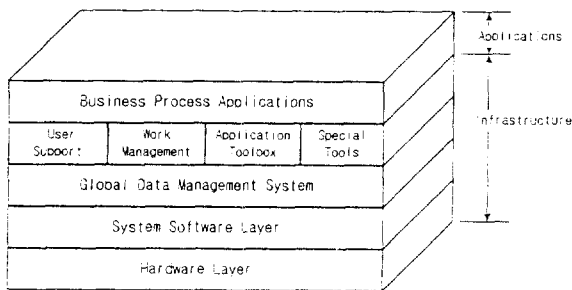 Applications
Business Process Applications
Infrastructure
User Support
Work Management
Application Toolbox
Special Tools
Global Data Management System
System Software Layer
Hardware Layer